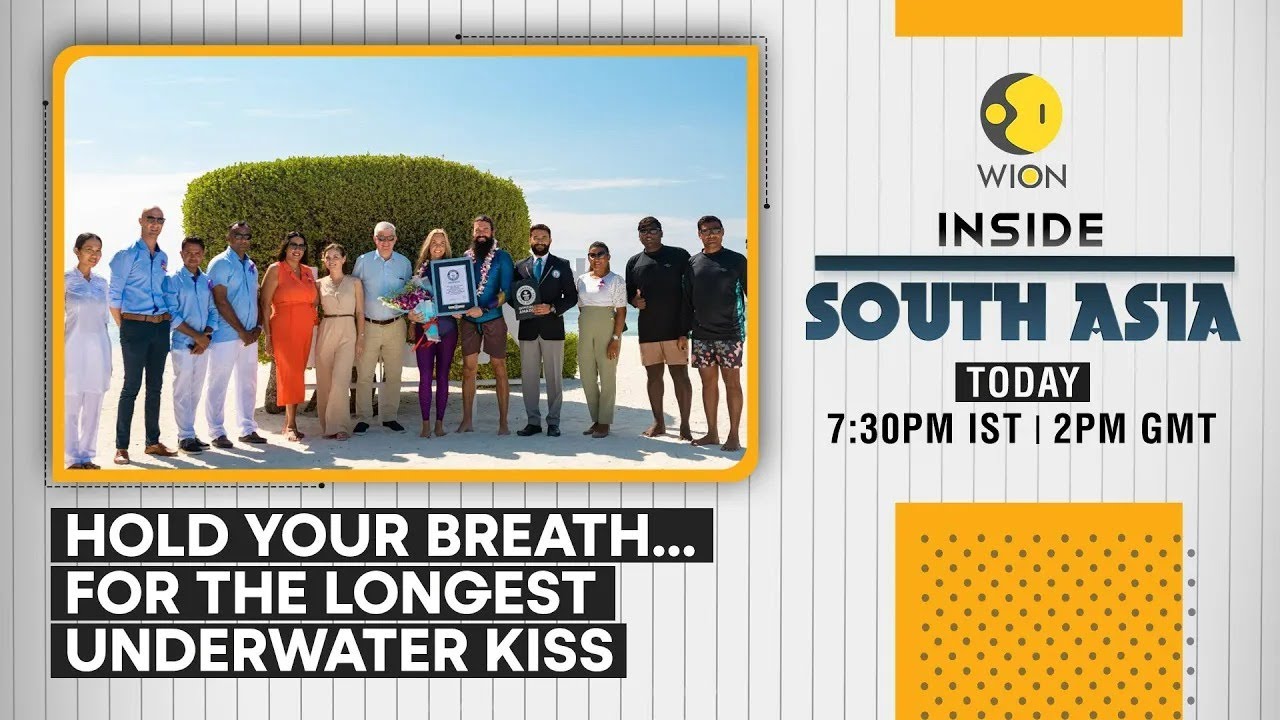 WION
INSIDE
SOUTH ASIA
TODAY
7:30PM IST | 2PM GMT
HOLD YOUR BREATH...
FOR THE LONGEST
UNDERWATER KISS